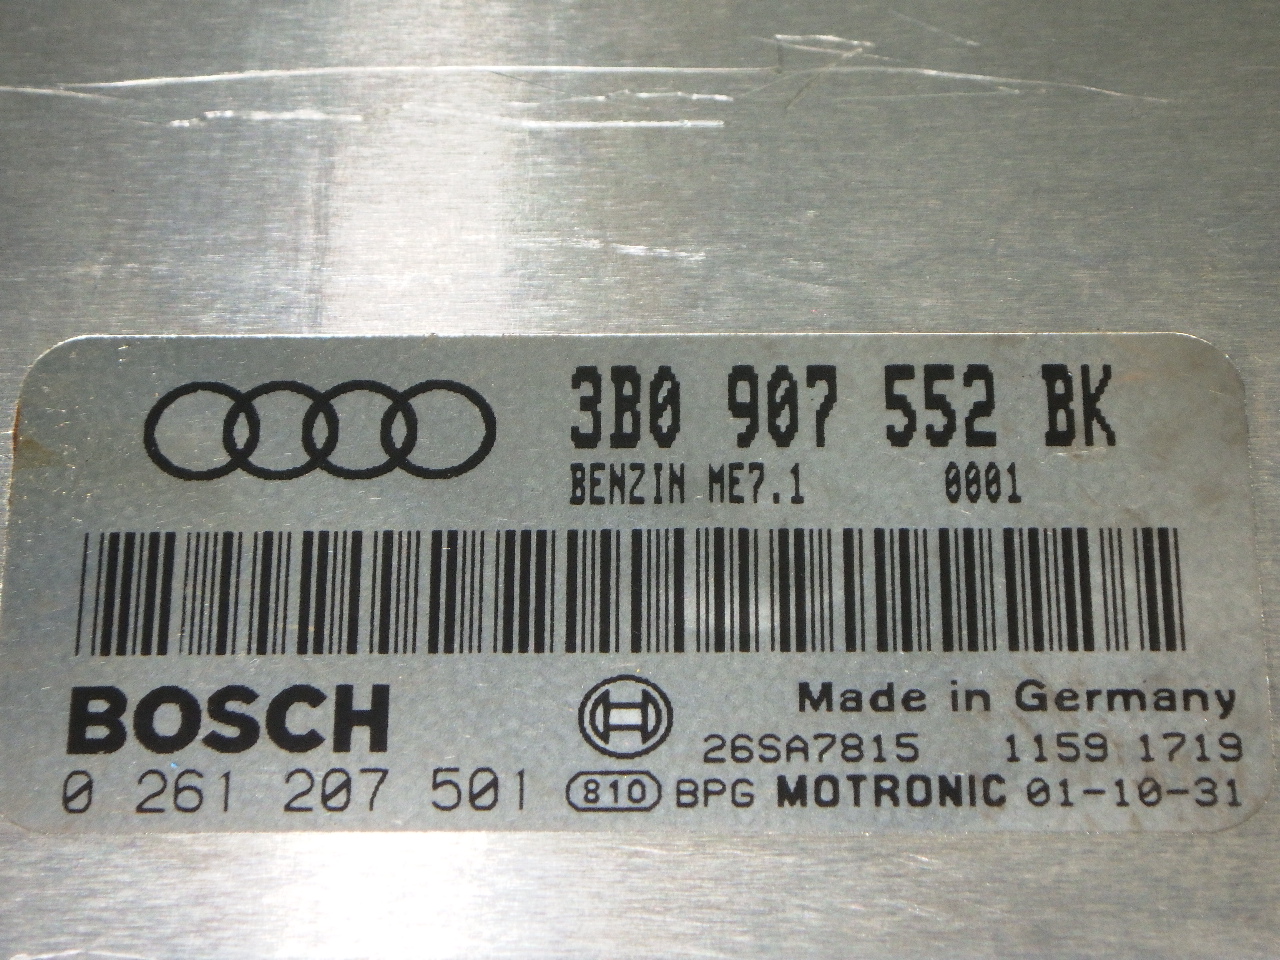 3B0 907 552 BK
BENZIN ME7.1 0001
BOSCH
Made in Germany
26SA7815 1159 1719
0 261 207 501 810 BPG MOTRONIC 01-10-31